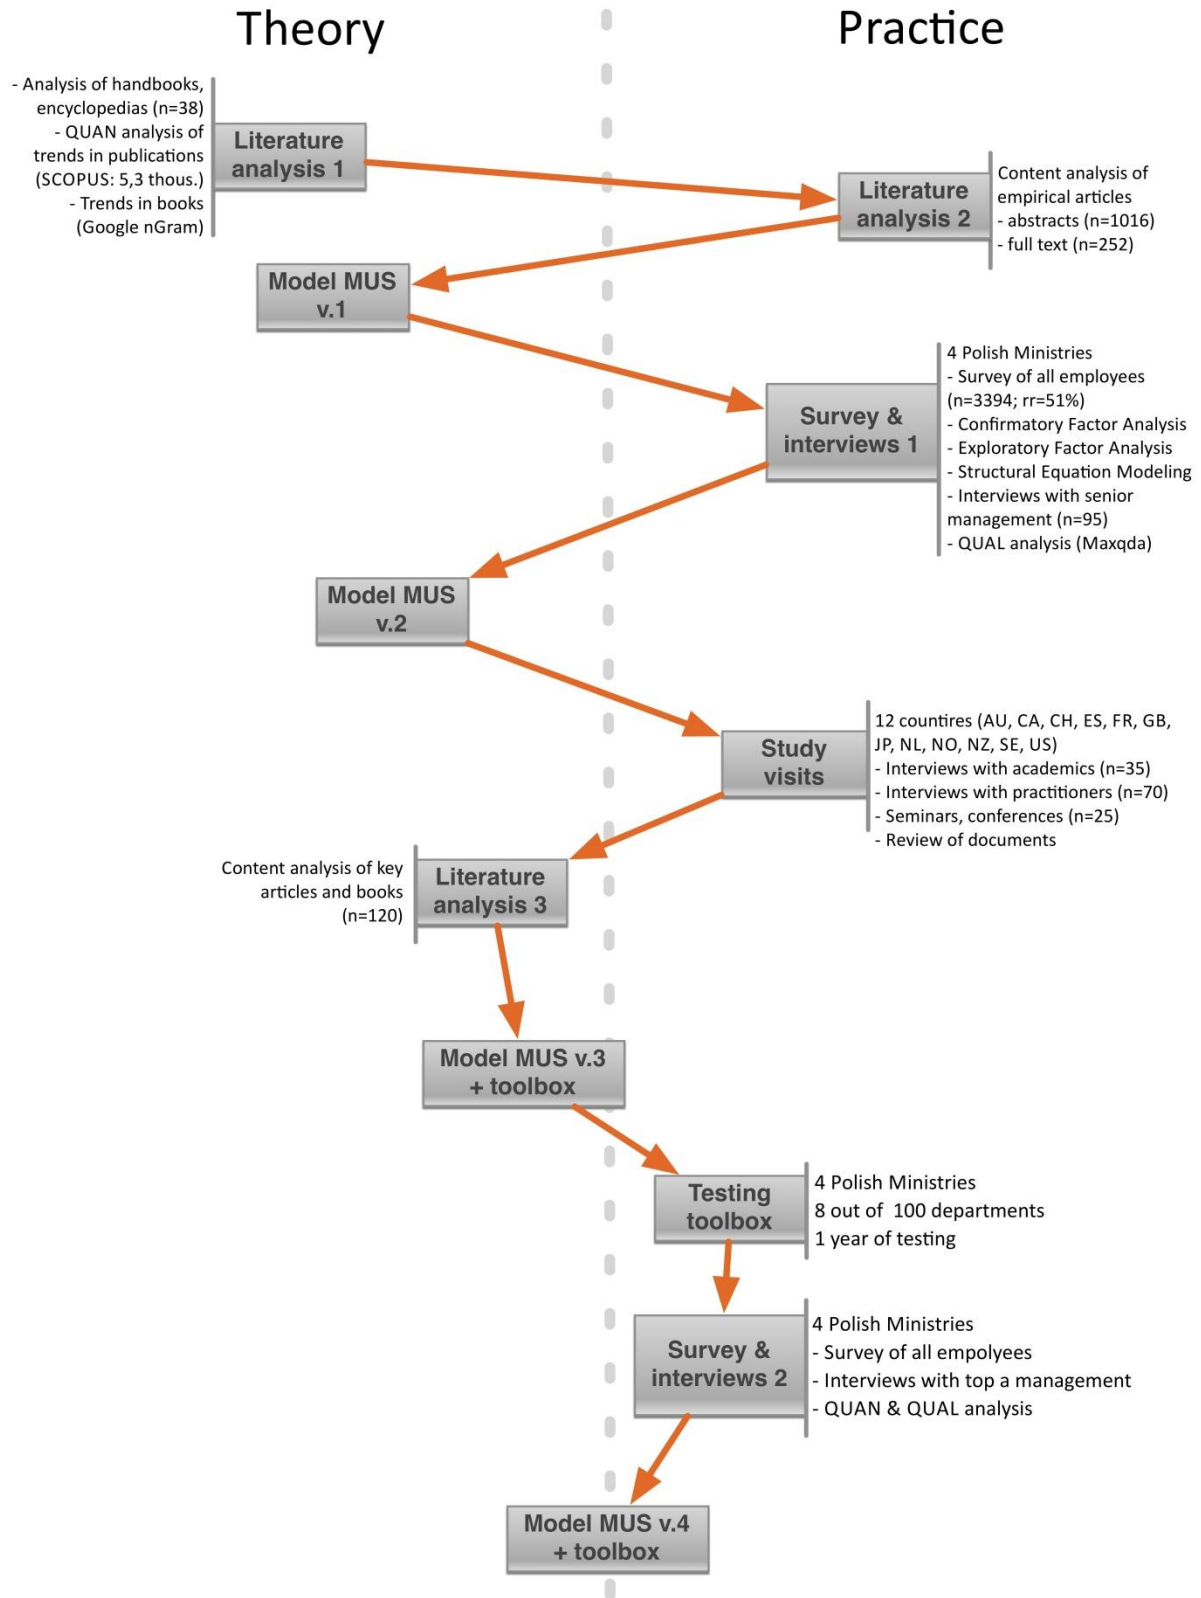 Theory
Practice
- Analysis of handbooks,
encyclopedias (n=38)
- QUAN analysis of
trends in publications
(SCOPUS: 5,3 thous.)
- Trends in books
(Google nGram)
Literature
analysis 1
Literature
analysis 2
Content analysis of
empirical articles
- abstracts (n=1016)
- full text (n=252)
Model MUS
v.1
Survey &
interviews 1
4 Polish Ministries
- Survey of all employees
(n=3394; rr=51%)
- Confirmatory Factor Analysis
- Exploratory Factor Analysis
- Structural Equation Modeling
- Interviews with senior
management (n=95)
- QUAL analysis (Maxqda)
Model MUS
v.2
Study
visits
12 countires (AU, CA, CH, ES, FR, GB,
JP, NL, NO, NZ, SE, US)
- Interviews with academics (n=35)
- Interviews with practitioners (n=70)
- Seminars, conferences (n=25)
- Review of documents
Content analysis of key
articles and books
(n=120)
Literature
analysis 3
Model MUS v.3
+ toolbox
Testing
toolbox
4 Polish Ministries
8 out of  100 departments
1 year of testing
Survey &
interviews 2
4 Polish Ministries
- Survey of all empolyees
- Interviews with top a management
- QUAN & QUAL analysis
Model MUS v.4
+ toolbox